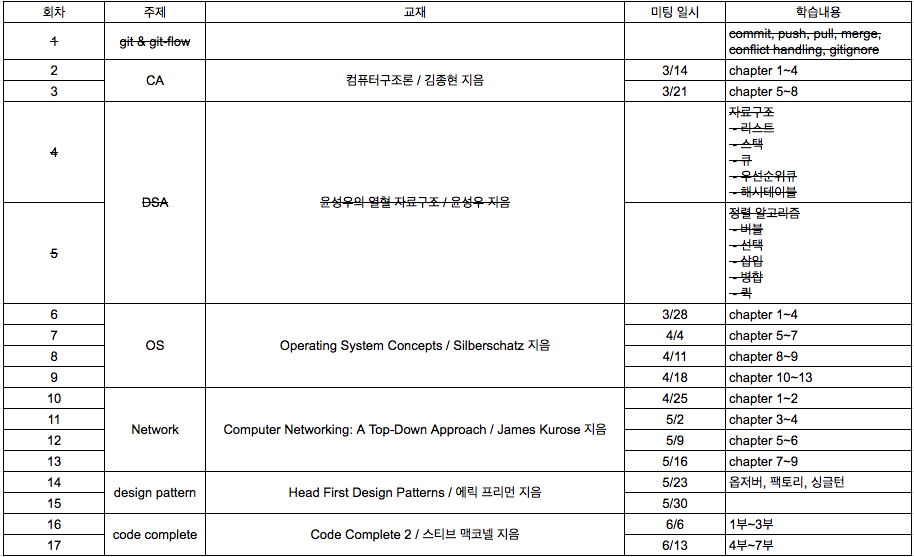 회차 주제 교재 미팅 일시 학습내용
1 git & git-flow commit, push, pull, merge,
conflict handling, gitignore
2 CA 컴퓨터구조론 / 김종현 지음 3/14 chapter 1~4
3 3/21 chapter 5~8
4 DSA 윤성우의 열혈 자료구조 / 윤성우 지음 자료구조
- 리스트
- 스택
- 큐
- 우선순위큐
- 해시테이블
5 정렬 알고리즘
- 버블
- 선택
- 삽입
- 병합
- 퀵
6 OS Operating System Concepts / Silberschatz 지음 3/28 chapter 1~4
7 4/4 chapter 5~7
8 4/11 chapter 8~9
9 4/18 chapter 10~13
10 Network Computer Networking: A Top-Down Approach / James Kurose 지음 4/25 chapter 1~2
11 5/2 chapter 3~4
12 5/9 chapter 5~6
13 5/16 chapter 7~9
14 design pattern Head First Design Patterns / 에릭 프리먼 지음 5/23 옵저버, 팩토리, 싱글턴
15 5/30
16 code complete Code Complete 2 / 스티브 맥코넬 지음 6/6 1부~3부
17 6/13 4부~7부